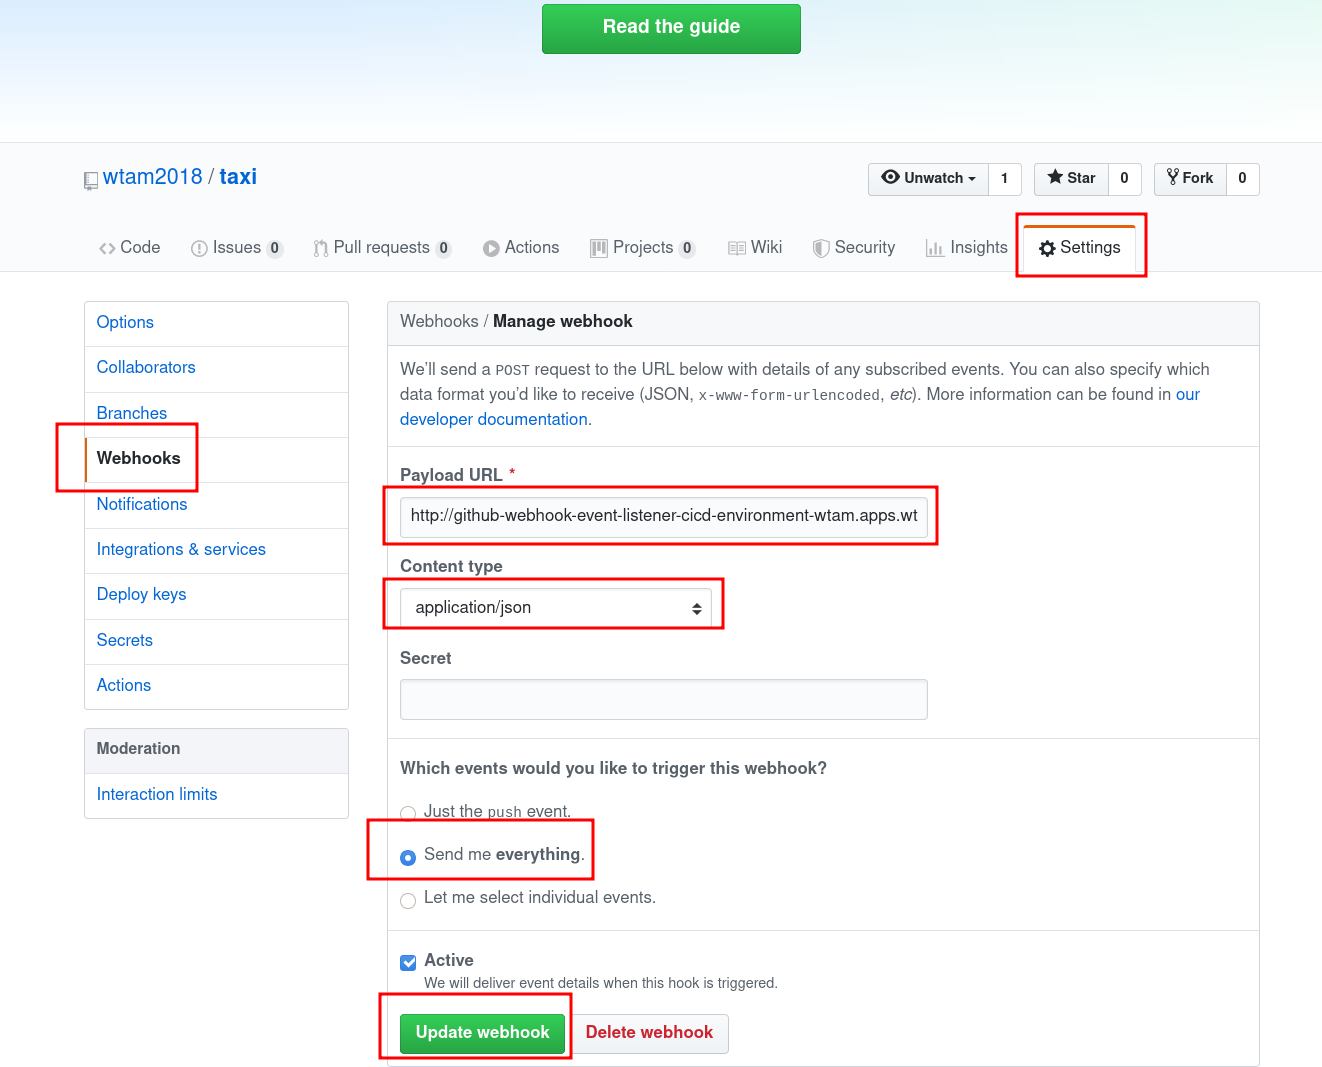 Read the guide
wtam2018 / taxi
Unwatch 1
Star 0
Fork 0
Code
Issues 0
Pull requests 0
Actions
Projects 0
Wiki
Security
Insights
Settings
Options
Collaborators
Branches
Webhooks
Notifications
Integrations & services
Deploy keys
Secrets
Actions
Moderation
Interaction limits
Webhooks / Manage webhook
We’ll send a POST request to the URL below with details of any subscribed events. You can also specify which
data format you’d like to receive (JSON, x-www-form-urlencoded, etc). More information can be found in our
developer documentation.
Payload URL *
http://github-webhook-event-listener-cicd-environment-wtam.apps.wt
Content type
application/json
Secret
Which events would you like to trigger this webhook?
Just the push event.
Send me everything.
Let me select individual events.
Active
We will deliver event details when this hook is triggered.
Update webhook
Delete webhook